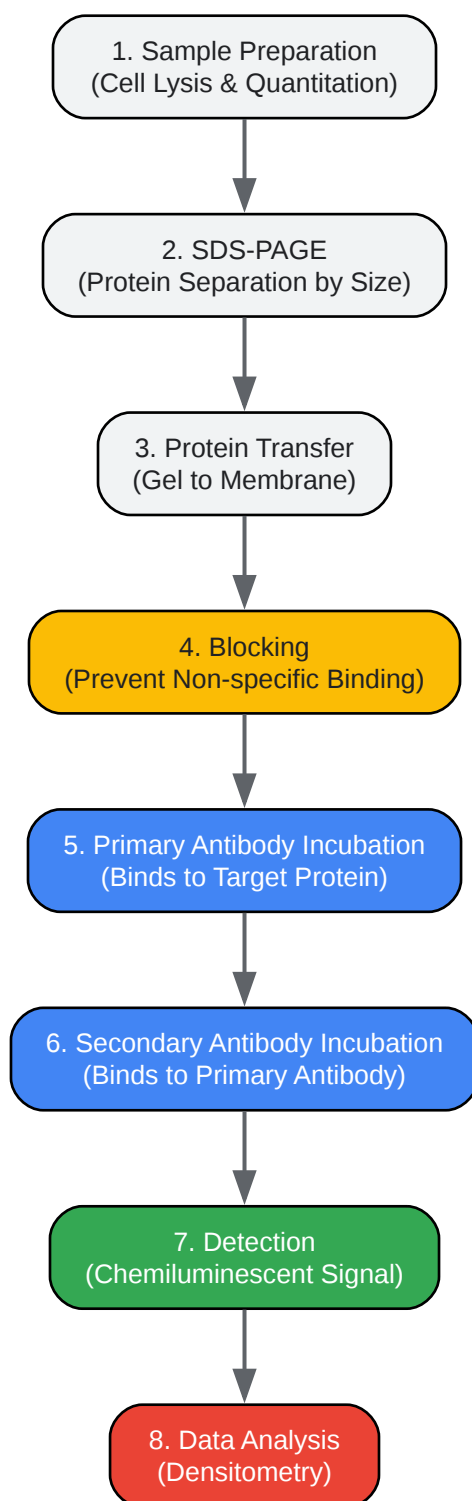 1. Sample Preparation
(Cell Lysis & Quantitation)
2. SDS-PAGE
(Protein Separation by Size)
3. Protein Transfer
(Gel to Membrane)
4. Blocking
(Prevent Non-specific Binding)
5. Primary Antibody Incubation
(Binds to Target Protein)
6. Secondary Antibody Incubation
(Binds to Primary Antibody)
7. Detection
(Chemiluminescent Signal)
8. Data Analysis
(Densitometry)